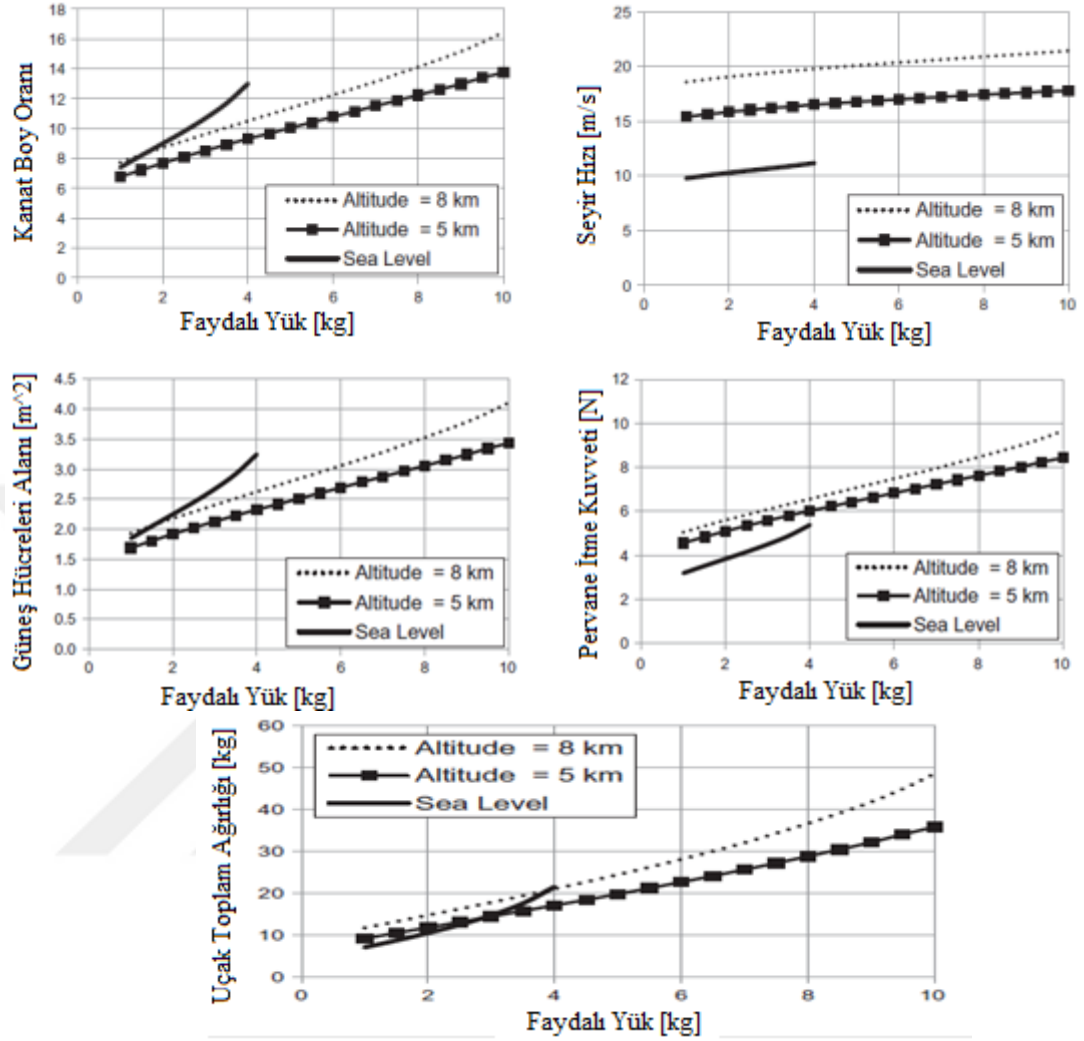 Kanat Boy Oranı
18
16
14
12
10
8
6
4
2
0
0 2 4 6 8 10
Altitude = 8 km
Altitude = 5 km
Sea Level
Faydalı Yük [kg]
Seyir Hızı [m/s]
25
20
15
10
5
0
0 2 4 6 8 10
Altitude = 8 km
Altitude = 5 km
Sea Level
Faydalı Yük [kg]
Güneş Hücreleri Alanı [m^2]
4.5
4.0
3.5
3.0
2.5
2.0
1.5
1.0
0.5
0.0
0 2 4 6 8 10
Altitude = 8 km
Altitude = 5 km
Sea Level
Faydalı Yük [kg]
Pervane İtme Kuvveti [N]
12
10
8
6
4
2
0
0 2 4 6 8 10
Altitude = 8 km
Altitude = 5 km
Sea Level
Faydalı Yük [kg]
Uçak Toplam Ağırlığı [kg]
60
50
40
30
20
10
0
0 2 4 6 8 10
Altitude = 8 km
Altitude = 5 km
Sea Level
Faydalı Yük [kg]